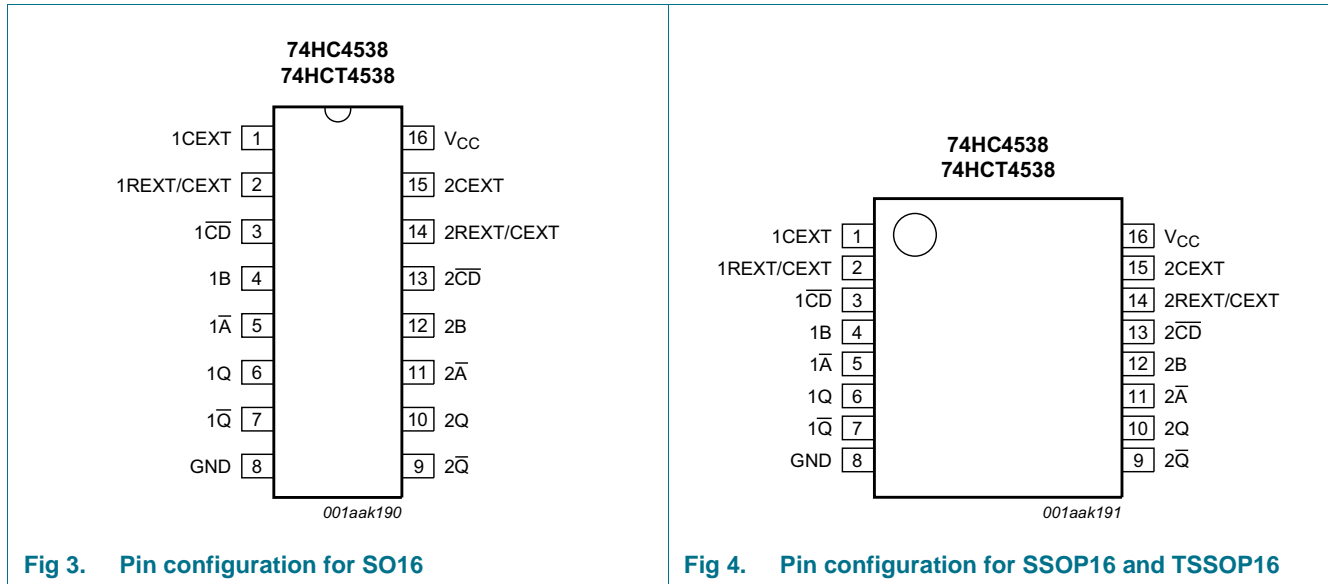 74HC4538
74HCT4538
1CEXT 1
16 VCC
1REXT/CEXT 2
15 2CEXT
1C̅D̅ 3
14 2REXT/CEXT
1B 4
13 2C̅D̅
1A̅ 5
12 2B
1Q 6
11 2A̅
1Q̅ 7
10 2Q
GND 8
9 2Q̅
001aak190
Fig 3. Pin configuration for SO16
74HC4538
74HCT4538
1CEXT 1
16 VCC
1REXT/CEXT 2
15 2CEXT
1C̅D̅ 3
14 2REXT/CEXT
1B 4
13 2C̅D̅
1A̅ 5
12 2B
1Q 6
11 2A̅
1Q̅ 7
10 2Q
GND 8
9 2Q̅
001aak191
Fig 4. Pin configuration for SSOP16 and TSSOP16